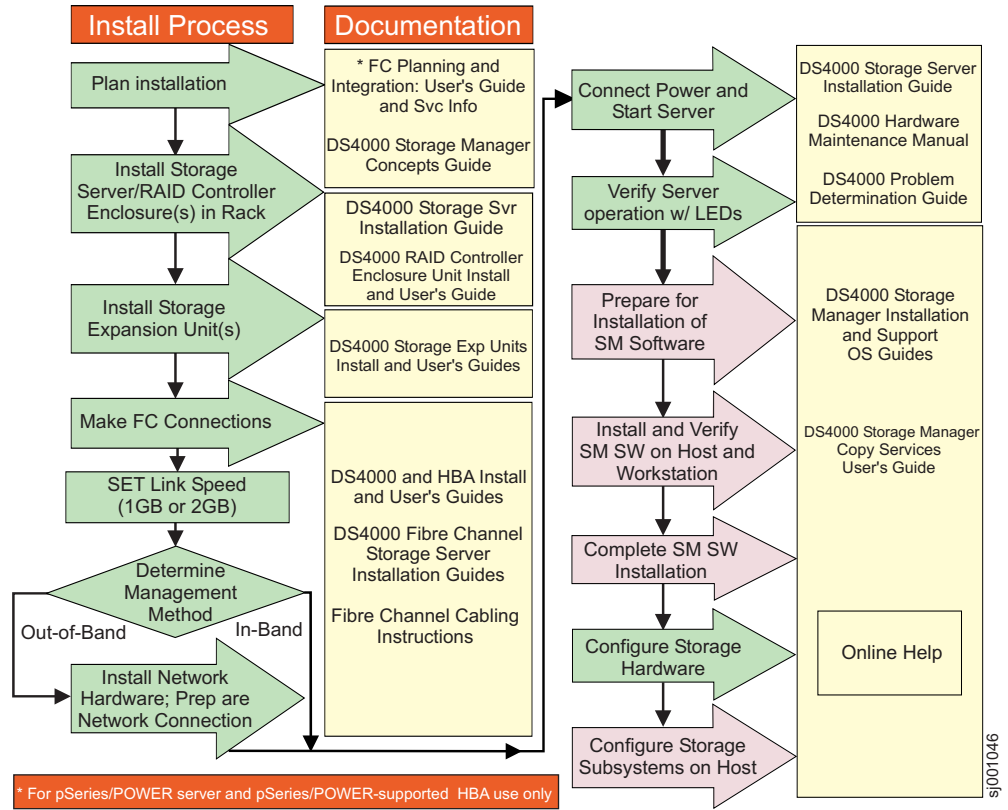 Install Process
Documentation
Plan installation
* FC Planning and
Integration: User's Guide
and Svc Info
DS4000 Storage Manager
Concepts Guide
Install Storage
Server/RAID Controller
Enclosure(s) in Rack
DS4000 Storage Svr
Installation Guide
DS4000 RAID Controller
Enclosure Unit Install
and User's Guide
Install Storage
Expansion Unit(s)
DS4000 Storage Exp Units
Install and User's Guides
Make FC Connections
SET Link Speed
(1GB or 2GB)
DS4000 and HBA Install
and User's Guides
DS4000 Fibre Channel
Storage Server
Installation Guides
Fibre Channel Cabling
Instructions
Determine
Management
Method
Out-of-Band
In-Band
Install Network
Hardware; Prep are
Network Connection
* For pSeries/POWER server and pSeries/POWER-supported HBA use only
Connect Power and
Start Server
DS4000 Storage Server
Installation Guide
DS4000 Hardware
Maintenance Manual
DS4000 Problem
Determination Guide
Verify Server
operation w/ LEDs
Prepare for
Installation of
SM Software
DS4000 Storage
Manager Installation
and Support
OS Guides
Install and Verify
SM SW on Host and
Workstation
DS4000 Storage Manager
Copy Services
User's Guide
Complete SM SW
Installation
Configure Storage
Hardware
Online Help
Configure Storage
Subsystems on Host
sj001046